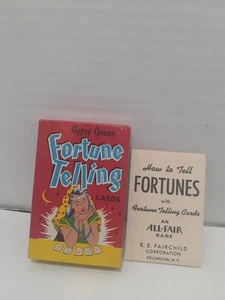 Gypsy Queen
Fortune
Telling
CARDS
How to Tell
FORTUNES
with
Fortune Telling Cards
AN
ALL-FAIR
GAME
E. E. FAIRCHILD
CORPORATION
ROCHESTER, N. Y.